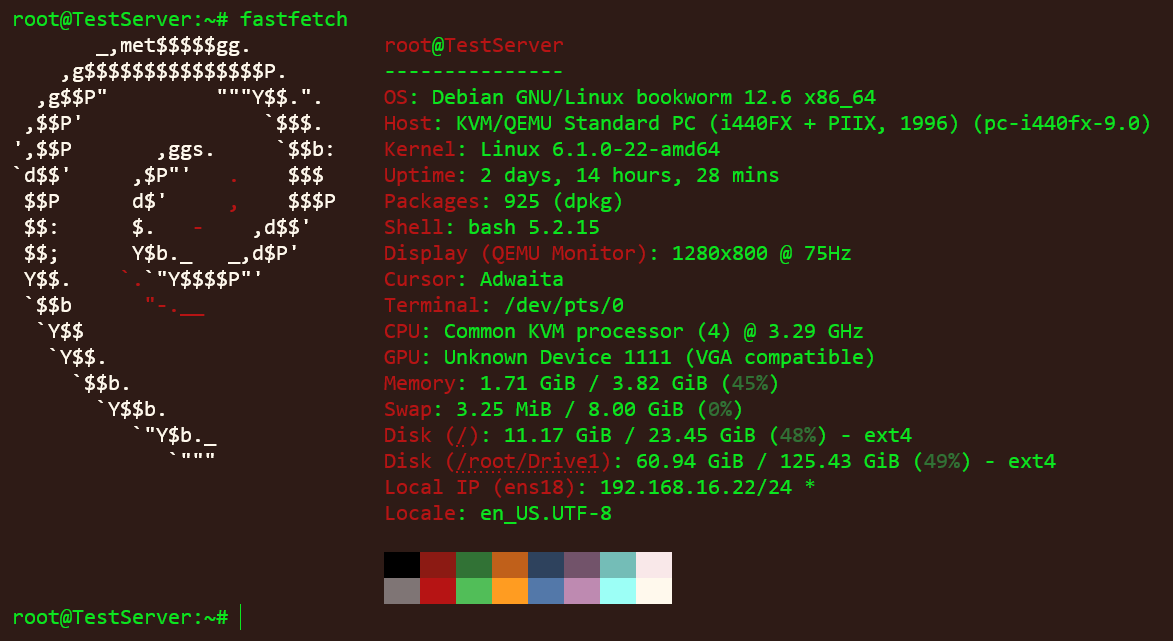 root@TestServer:~# fastfetch
       _,met$$$$$gg.           root@TestServer
    ,g$$$$$$$$$$$$$$$P.        ---------------
  ,g$$P"         """Y$$.".     OS: Debian GNU/Linux bookworm 12.6 x86_64
 ,$$P'               `$$$.     Host: KVM/QEMU Standard PC (i440FX + PIIX, 1996) (pc-i440fx-9.0)
',$$P       ,ggs.     `$$b:    Kernel: Linux 6.1.0-22-amd64
`d$$'     ,$P"'   .    $$$     Uptime: 2 days, 14 hours, 28 mins
 $$P      d$'     ,    $$$P    Packages: 925 (dpkg)
 $$:      $.   -    ,d$$'      Shell: bash 5.2.15
 $$;      Y$b._   _,d$P'       Display (QEMU Monitor): 1280x800 @ 75Hz
 Y$$.    `.`"Y$$$$P"'          Cursor: Adwaita
 `$$b      "-.__               Terminal: /dev/pts/0
  `Y$$                         CPU: Common KVM processor (4) @ 3.29 GHz
   `Y$$.                       GPU: Unknown Device 1111 (VGA compatible)
     `$$b.                     Memory: 1.71 GiB / 3.82 GiB (45%)
       `Y$$b.                  Swap: 3.25 MiB / 8.00 GiB (0%)
          `"Y$b._              Disk (/): 11.17 GiB / 23.45 GiB (48%) - ext4
             `"""              Disk (/root/Drive1): 60.94 GiB / 125.43 GiB (49%) - ext4
                               Local IP (ens18): 192.168.16.22/24 *
                               Locale: en_US.UTF-8
root@TestServer:~#